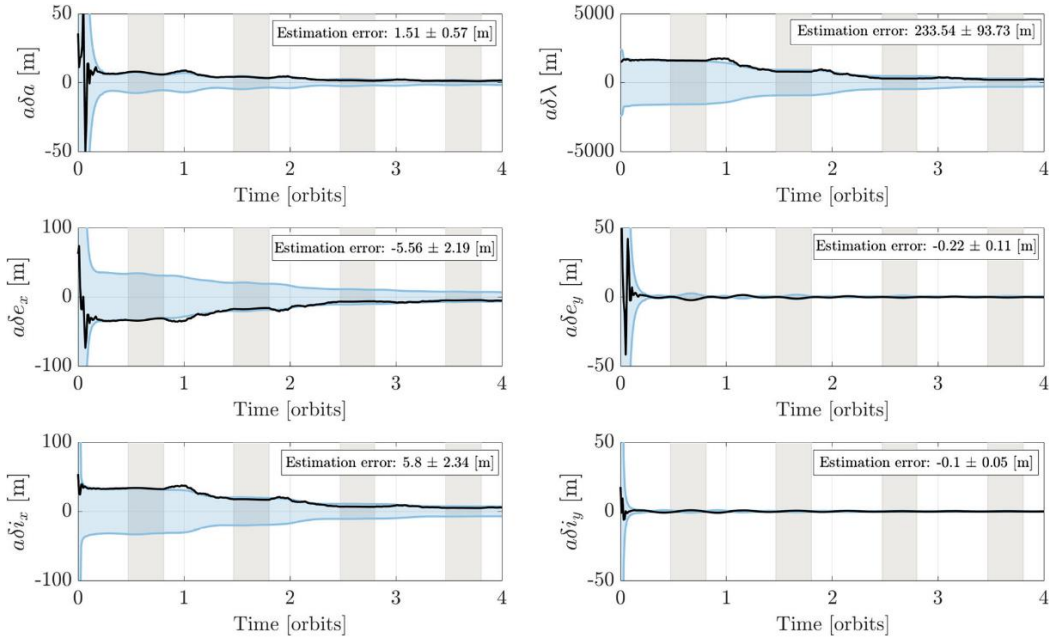 Estimation error: 1.51 ± 0.57 [m]
50
0
-50
aδa [m]
0 1 2 3 4
Time [orbits]
Estimation error: 233.54 ± 93.73 [m]
5000
0
-5000
aδλ [m]
0 1 2 3 4
Time [orbits]
Estimation error: -5.56 ± 2.19 [m]
100
0
-100
aδe_x [m]
0 1 2 3 4
Time [orbits]
Estimation error: -0.22 ± 0.11 [m]
50
0
-50
aδe_y [m]
0 1 2 3 4
Time [orbits]
Estimation error: 5.8 ± 2.34 [m]
100
0
-100
aδi_x [m]
0 1 2 3 4
Time [orbits]
Estimation error: -0.1 ± 0.05 [m]
50
0
-50
aδi_y [m]
0 1 2 3 4
Time [orbits]